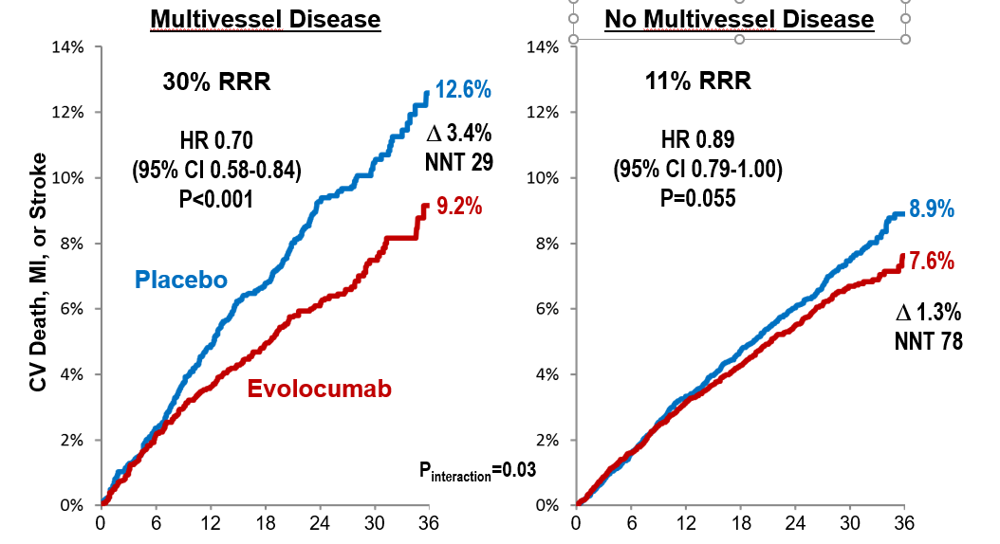 Multivessel Disease
No Multivessel Disease
CV Death, MI, or Stroke
14%
12%
10%
8%
6%
4%
2%
0%
30% RRR
HR 0.70
(95% CI 0.58-0.84)
P<0.001
12.6%
Δ 3.4%
NNT 29
9.2%
Placebo
Evolocumab
0 6 12 18 24 30 36
Pinteraction=0.03
14%
12%
10%
8%
6%
4%
2%
0%
11% RRR
HR 0.89
(95% CI 0.79-1.00)
P=0.055
8.9%
7.6%
Δ 1.3%
NNT 78
0 6 12 18 24 30 36